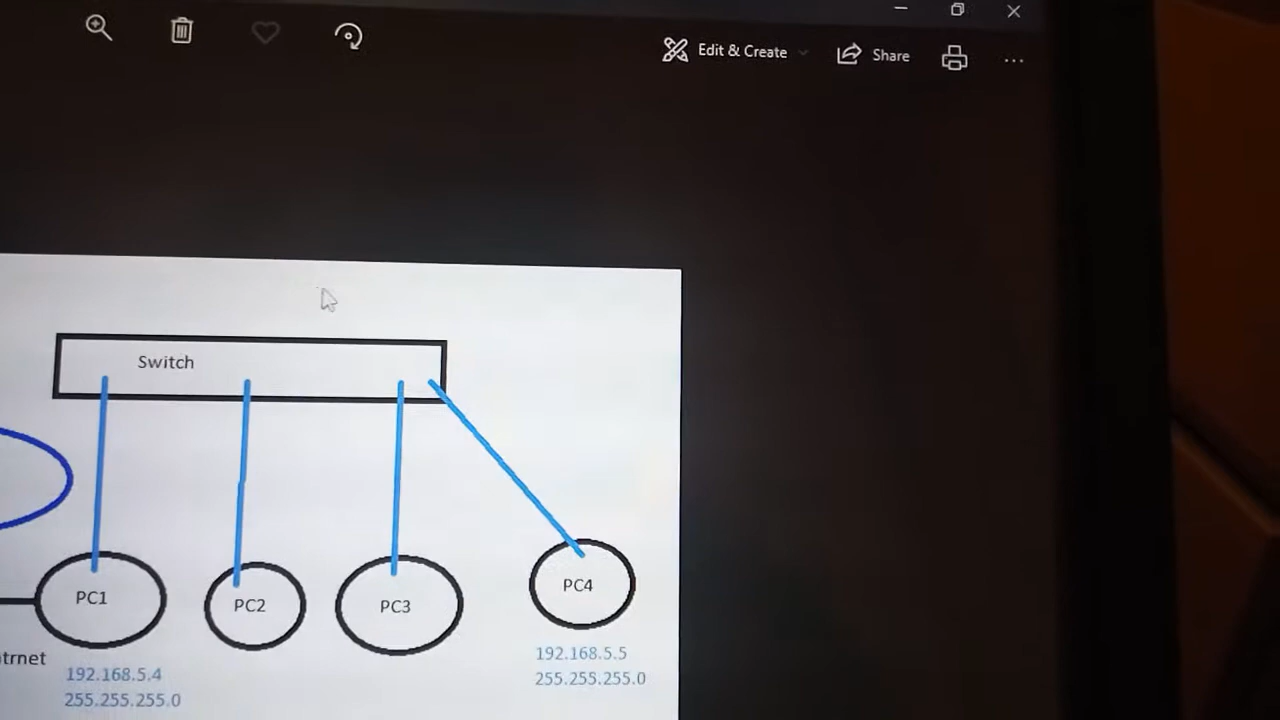 Edit & Create
Share
Switch
PC1
PC2
PC3
PC4
trnet
192.168.5.4
255.255.255.0
192.168.5.5
255.255.255.0